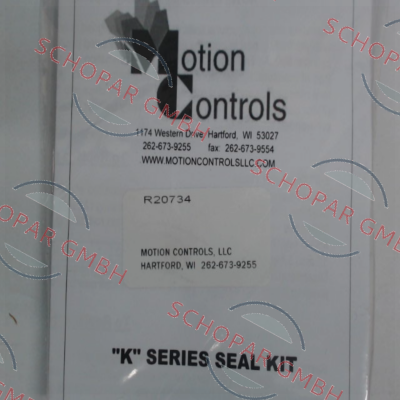 Motion
Controls
1174 Western Drive, Hartford, WI 53027
262-673-9255 fax: 262-673-9554
WWW.MOTIONCONTROLSLLC.COM
R20734
MOTION CONTROLS, LLC
HARTFORD, WI 262-673-9255
"K" SERIES SEAL KIT
SCHOPAR GMBH
SCHOPAR GMBH
SCHOPAR GMBH
SCHOPAR GMBH
SCHOPAR GMBH